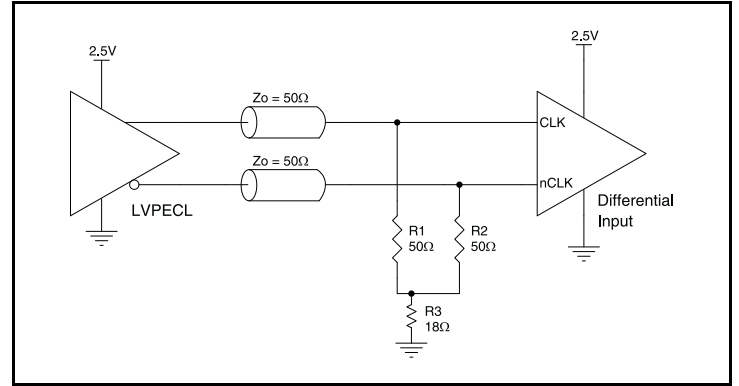 2.5V
2.5V
Zo = 50Ω
CLK
Zo = 50Ω
nCLK
LVPECL
Differential
Input
R1
50Ω
R2
50Ω
R3
18Ω